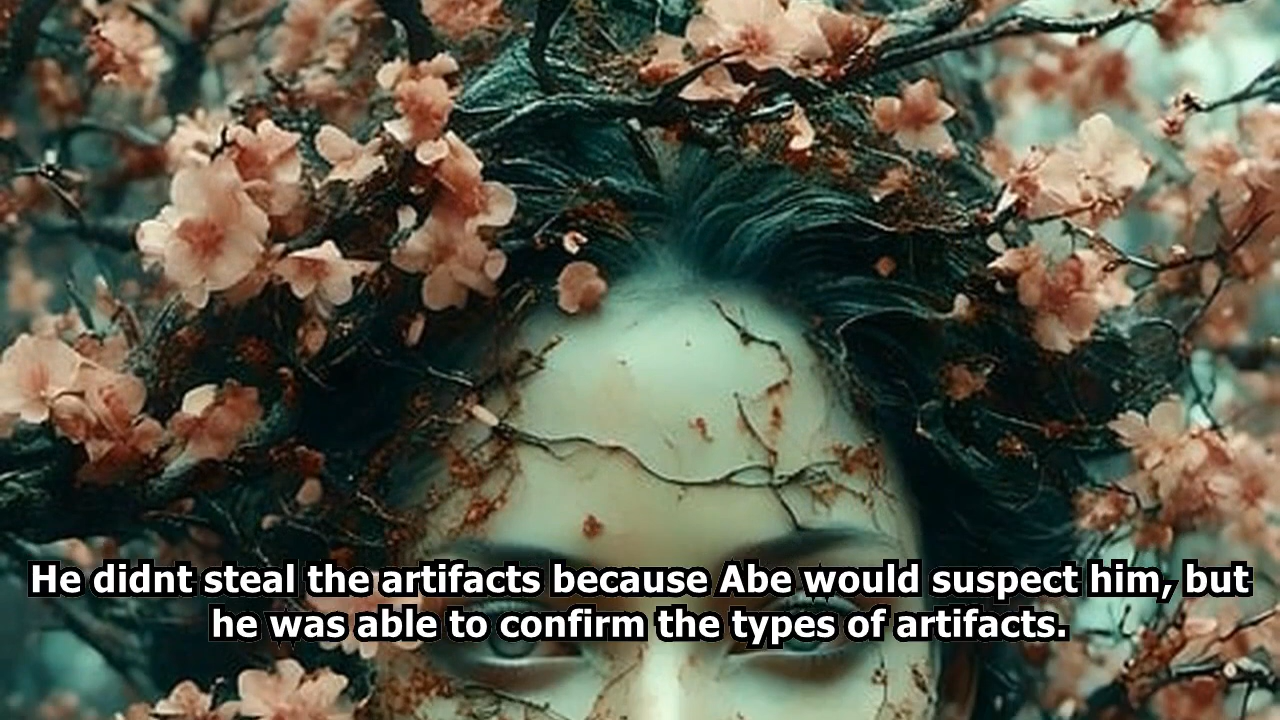 He didnt steal the artifacts because Abe would suspect him, but
he was able to confirm the types of artifacts.